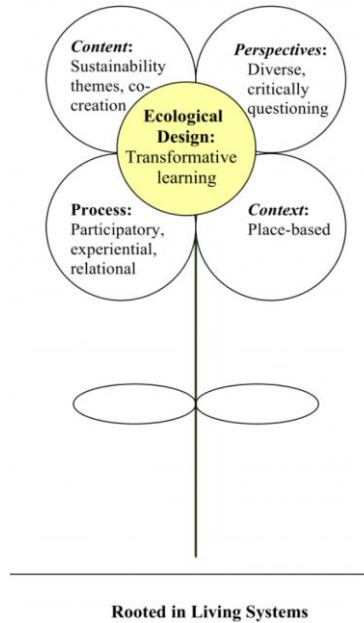 Content:
Sustainability
themes, co-
creation
Perspectives:
Diverse,
critically
questioning
Ecological
Design:
Transformative
learning
Process:
Participatory,
experiential,
relational
Context:
Place-based
Rooted in Living Systems